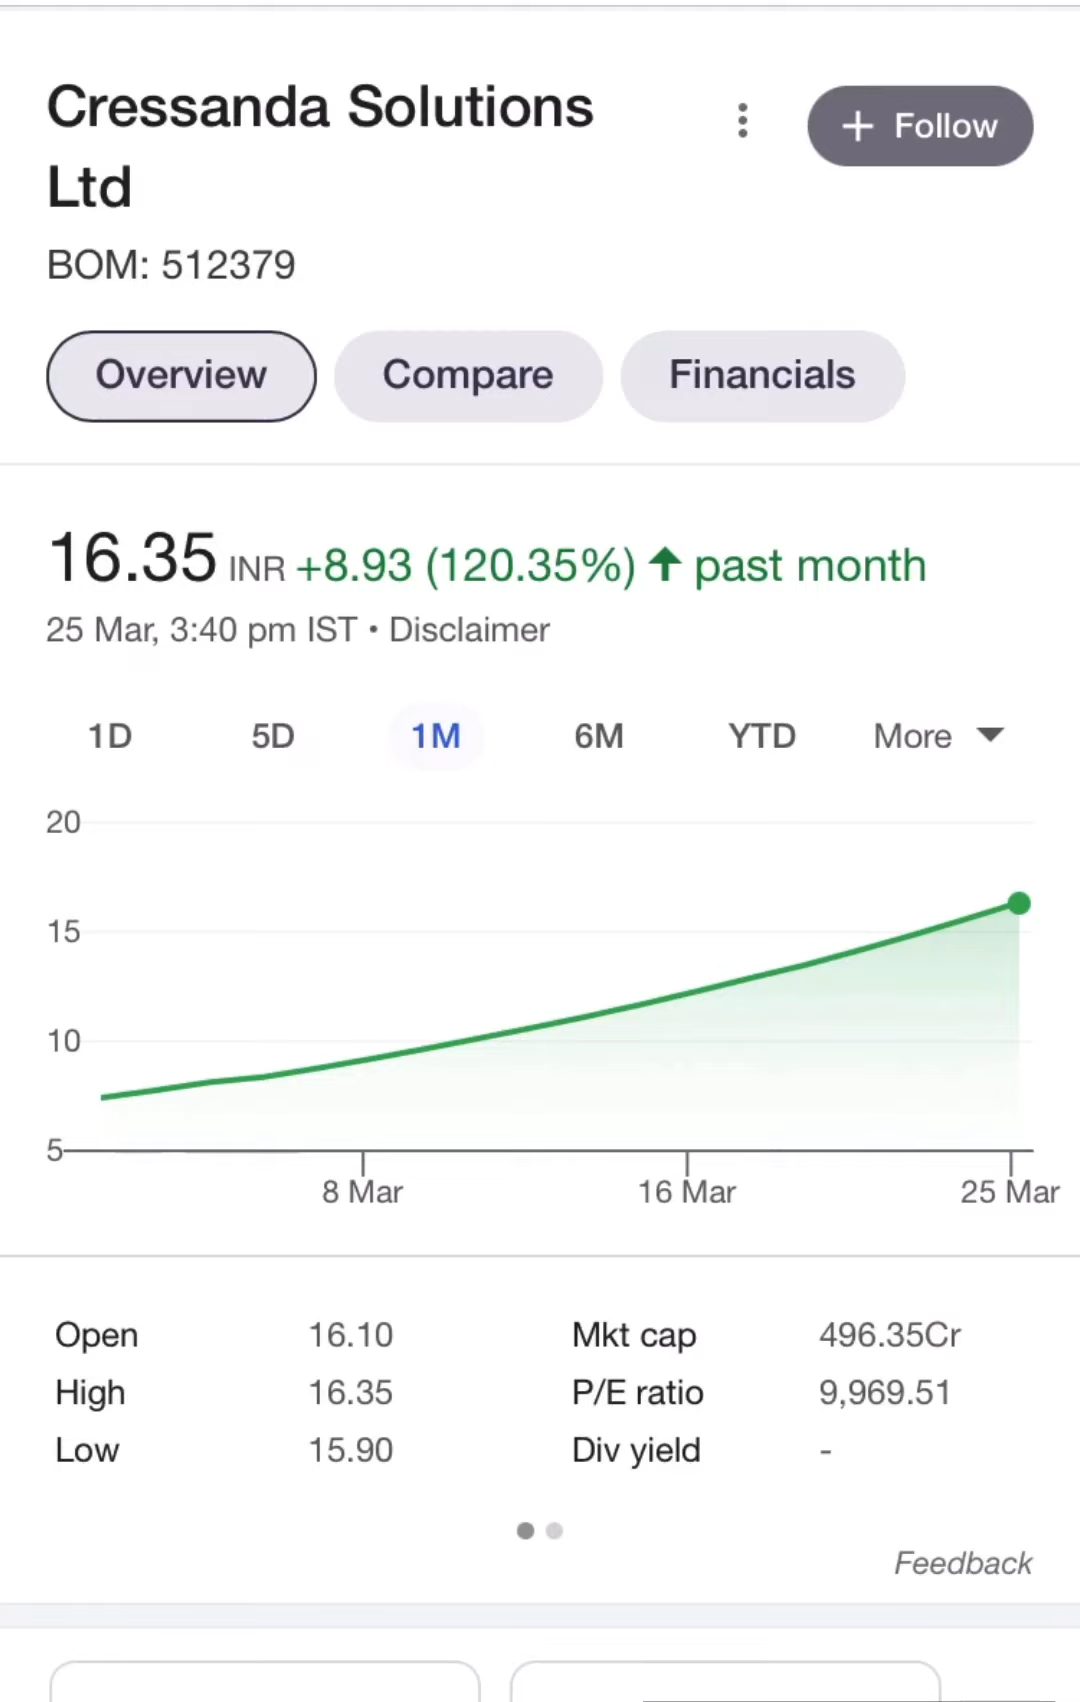 Cressanda Solutions
Ltd
+ Follow
BOM: 512379
Overview
Compare
Financials
16.35 INR +8.93 (120.35%) ↑ past month
25 Mar, 3:40 pm IST • Disclaimer
1D 5D 1M 6M YTD More
20
15
10
5
8 Mar 16 Mar 25 Mar
Open 16.10 Mkt cap 496.35Cr
High 16.35 P/E ratio 9,969.51
Low 15.90 Div yield -
Feedback